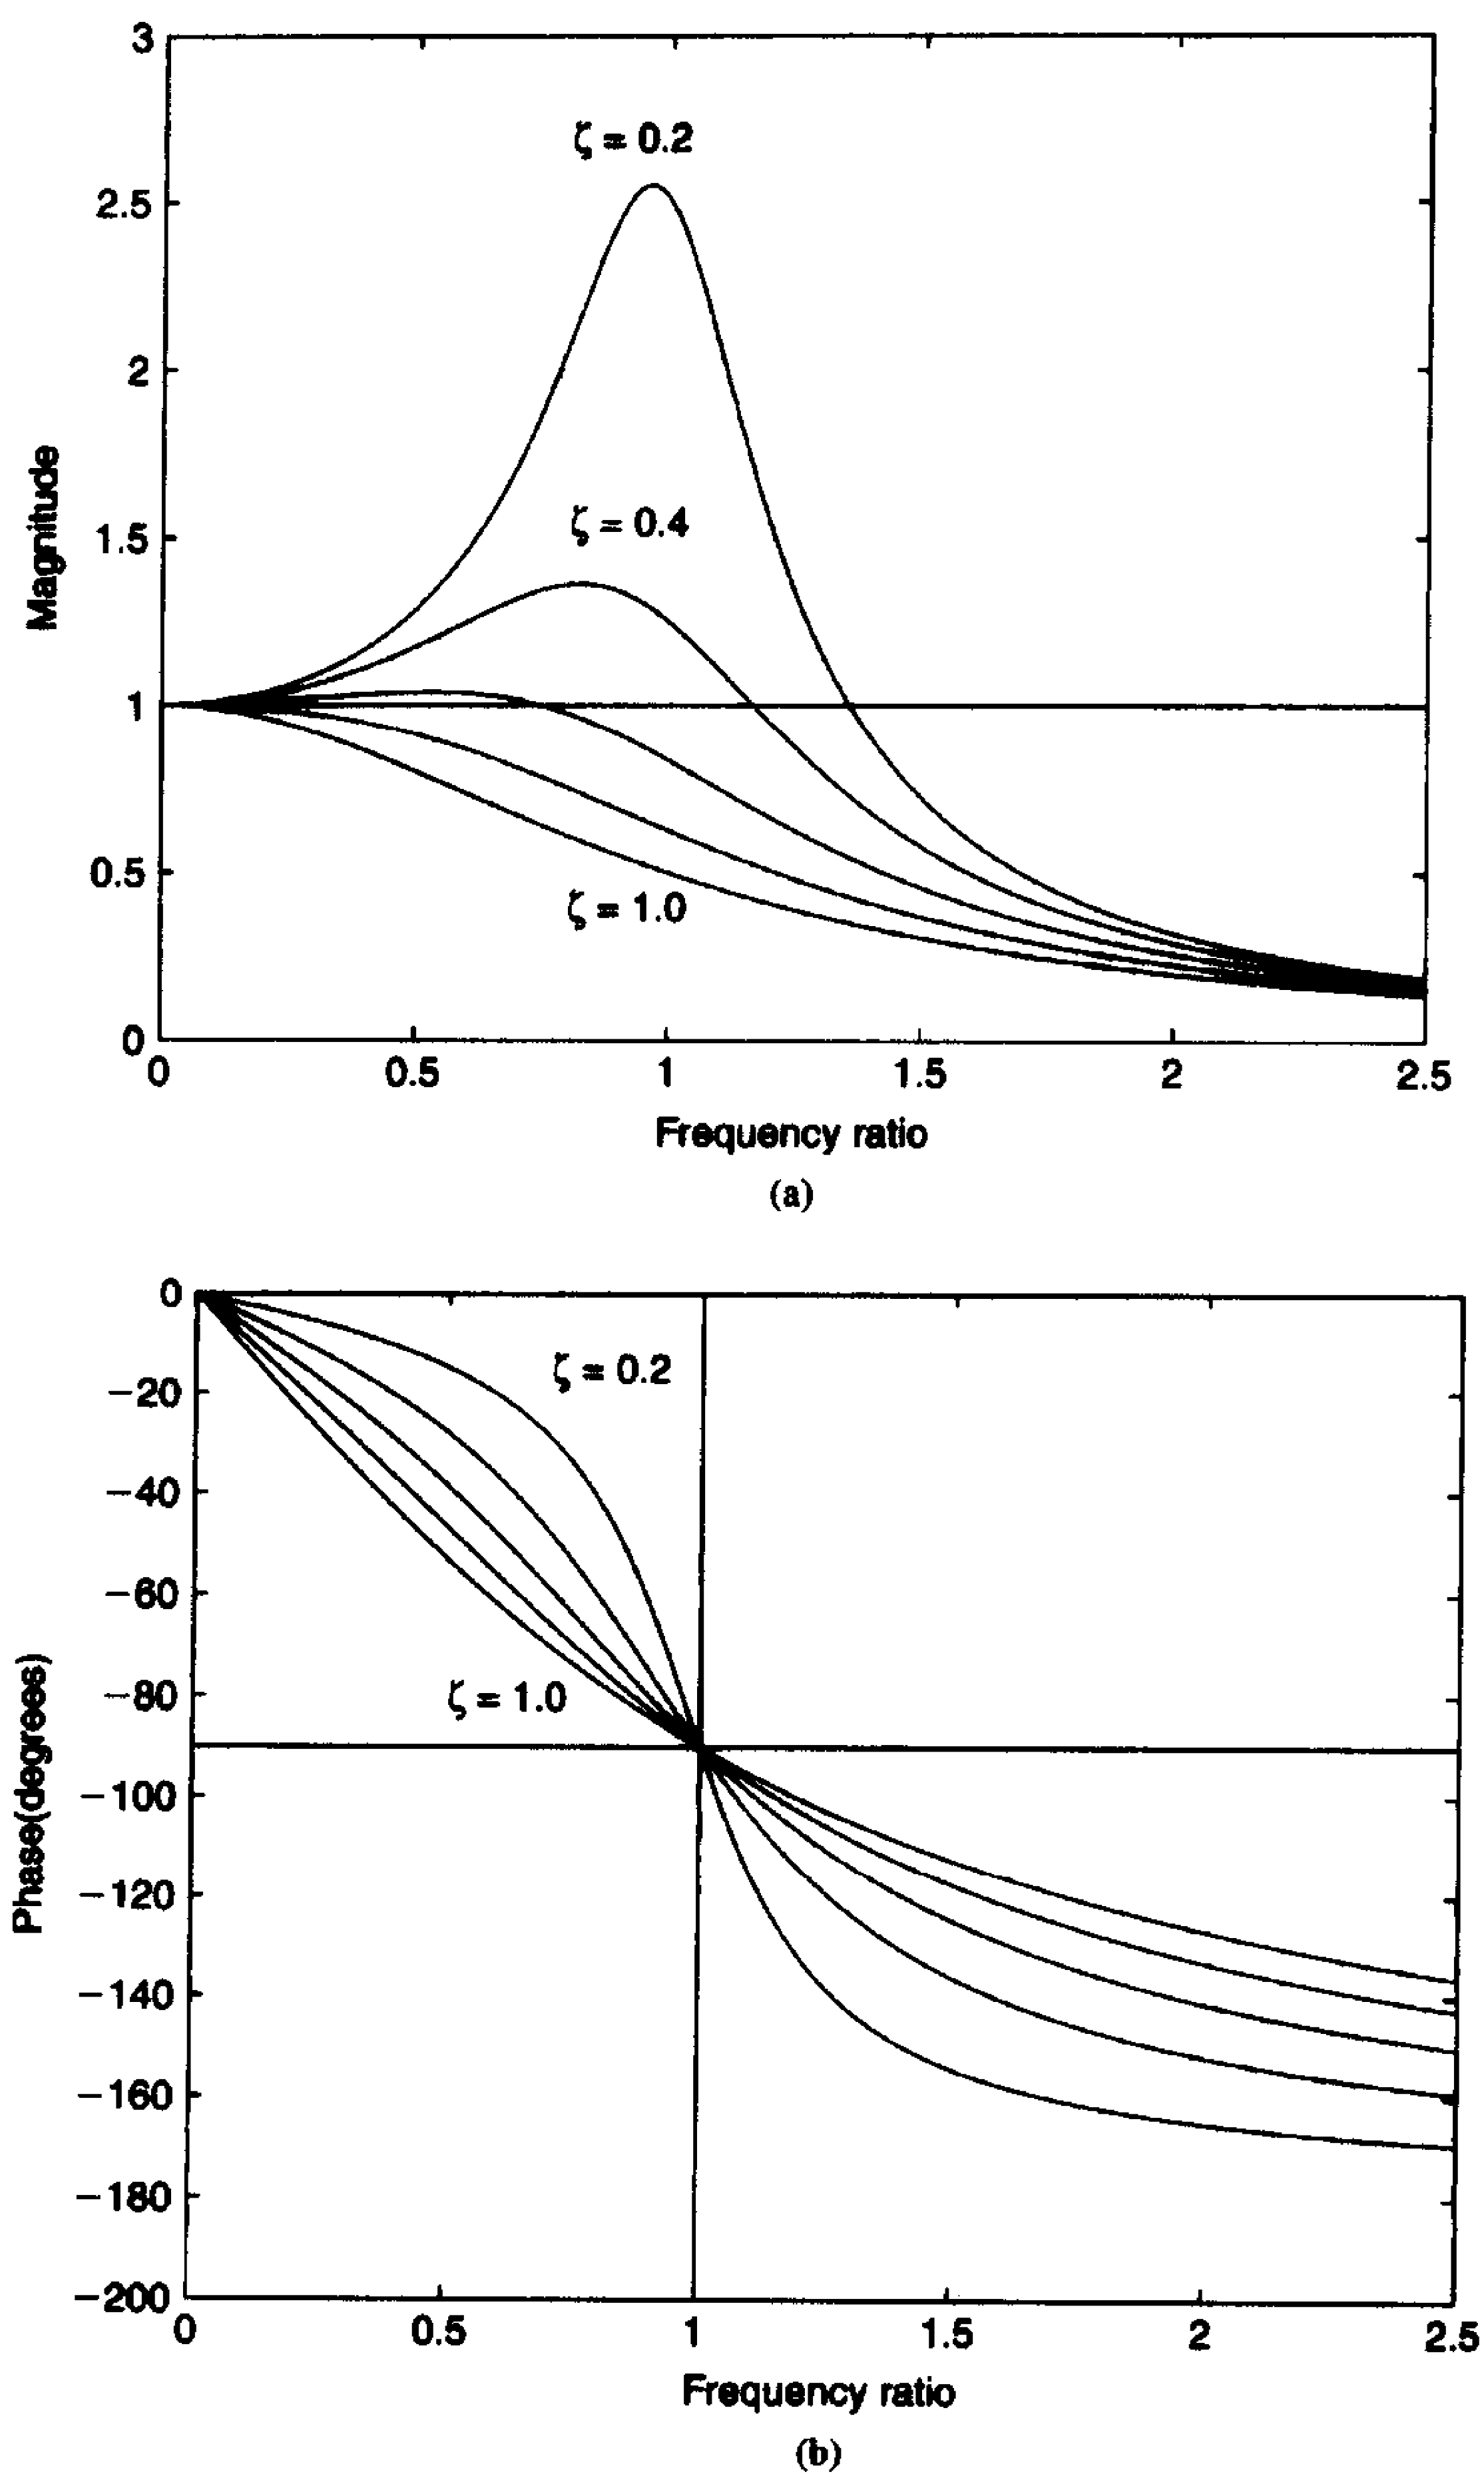 3
ζ = 0.2
2.5
2
ζ = 0.4
1.5
Magnitude
1
0.5
ζ = 1.0
0
0 0.5 1 1.5 2 2.5
Frequency ratio
(a)
0
ζ = 0.2
−20
−40
−60
−80
ζ = 1.0
Phase(degrees)
−100
−120
−140
−160
−180
−200
0 0.5 1 1.5 2 2.5
Frequency ratio
(b)